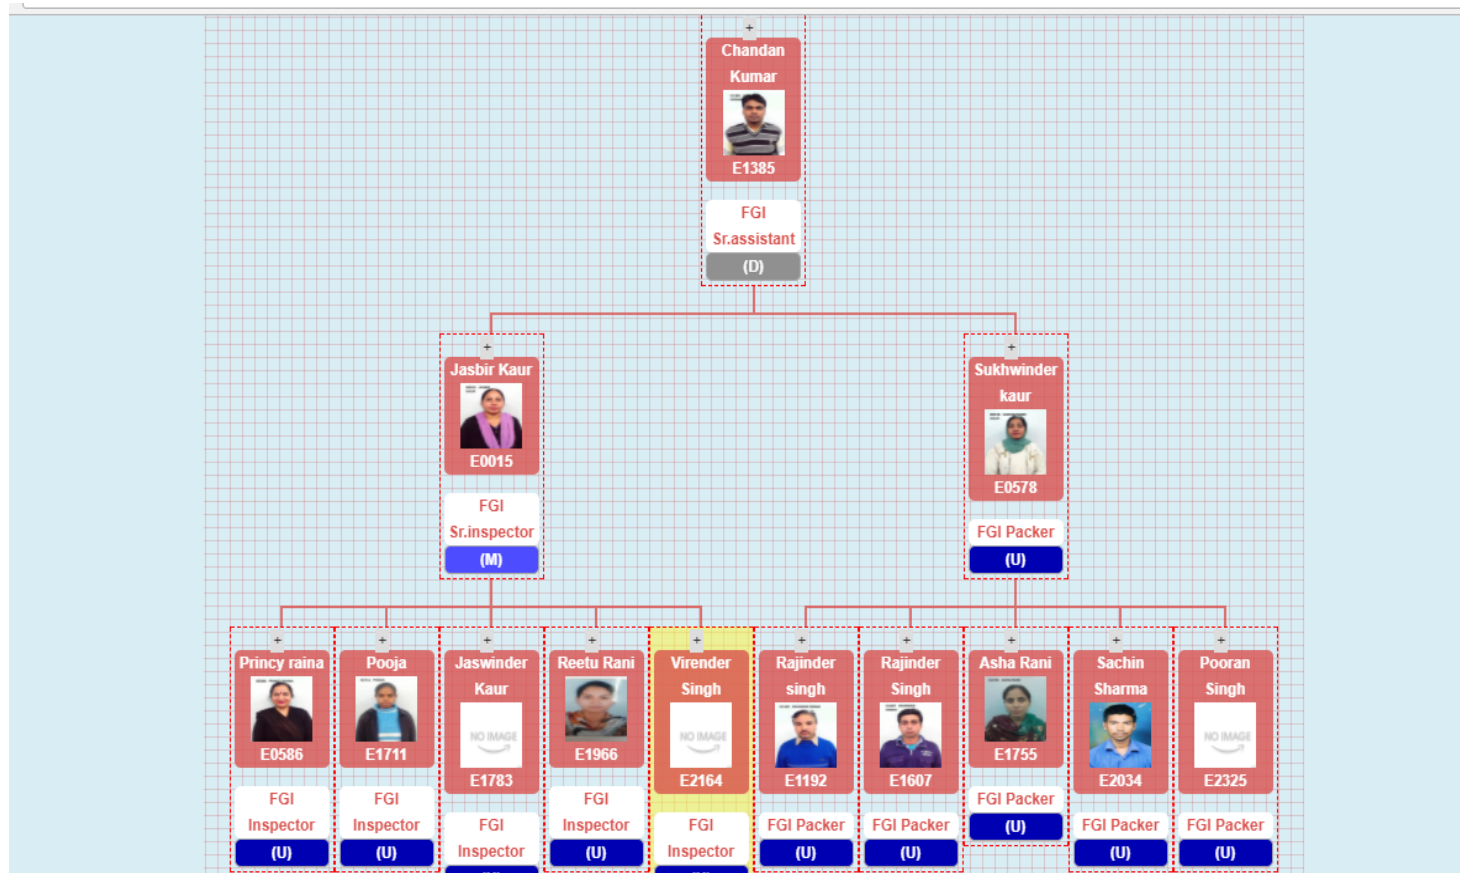 +
Chandan
Kumar
E1385
FGI
Sr.assistant
(D)
+
Jasbir Kaur
E0015
FGI
Sr.inspector
(M)
+
Sukhwinder
kaur
E0578
FGI Packer
(U)
+
Princy raina
E0586
FGI
Inspector
(U)
+
Pooja
E1711
FGI
Inspector
(U)
+
Jaswinder
Kaur
NO IMAGE
E1783
FGI
Inspector
+
Reetu Rani
E1966
FGI
Inspector
(U)
+
Virender
Singh
NO IMAGE
E2164
FGI
Inspector
+
Rajinder
singh
E1192
FGI Packer
(U)
+
Rajinder
Singh
E1607
FGI Packer
(U)
+
Asha Rani
E1755
FGI Packer
(U)
+
Sachin
Sharma
E2034
FGI Packer
(U)
+
Pooran
Singh
NO IMAGE
E2325
FGI Packer
(U)